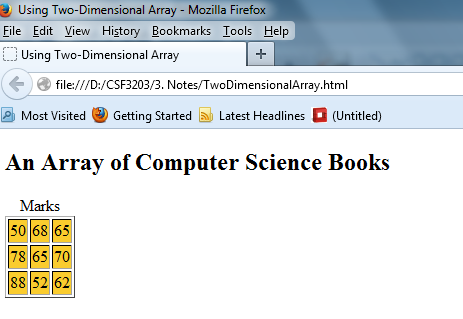 Using Two-Dimensional Array - Mozilla Firefox
File Edit View History Bookmarks Tools Help
Using Two-Dimensional Array +
file:///D:/CSF3203/3. Notes/TwoDimensionalArray.html
Most Visited Getting Started Latest Headlines (Untitled)
An Array of Computer Science Books
Marks
50 68 65
78 65 70
88 52 62